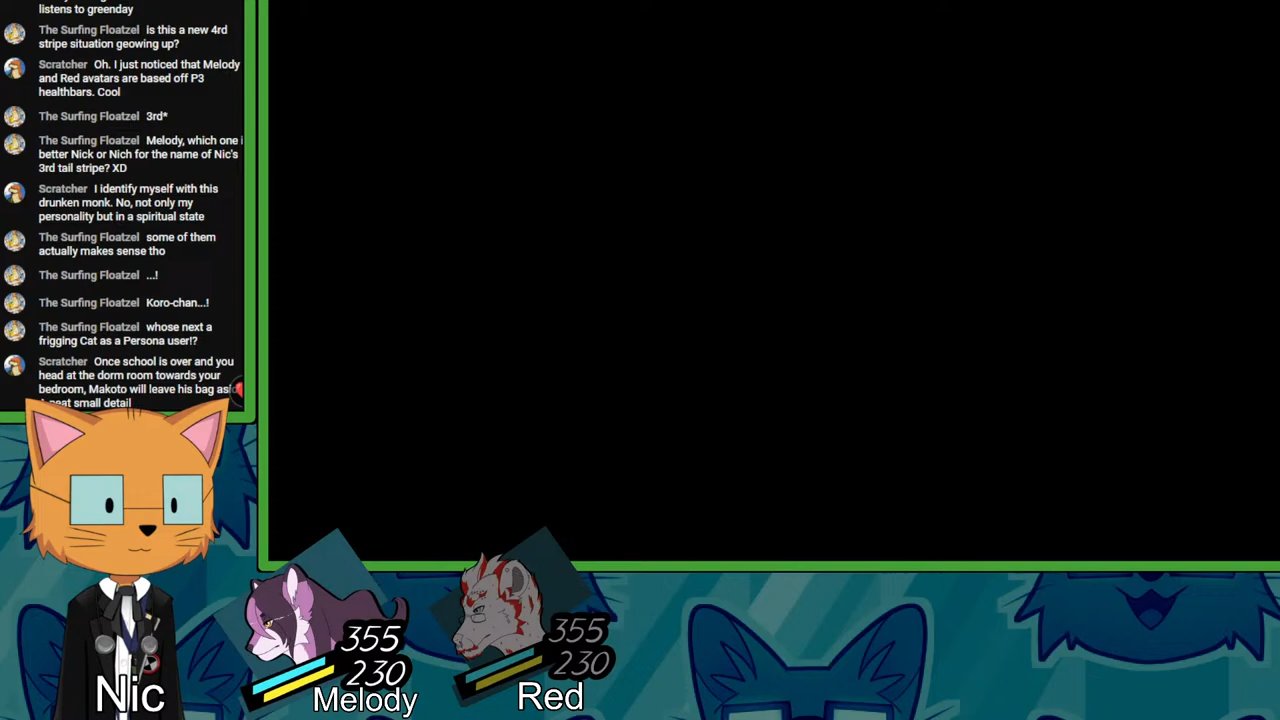 listens to greenday
The Surfing Floatzel is this a new 4rd
stripe situation geowing up?
Scratcher Oh. I just noticed that Melody
and Red avatars are based off P3
healthbars. Cool
The Surfing Floatzel 3rd*
The Surfing Floatzel Melody, which one i
better Nick or Nich for the name of Nic's
3rd tail stripe? XD
Scratcher I identify myself with this
drunken monk. No, not only my
personality but in a spiritual state
The Surfing Floatzel some of them
actually makes sense tho
The Surfing Floatzel ...!
The Surfing Floatzel Koro-chan...!
The Surfing Floatzel whose next a
frigging Cat as a Persona user!?
Scratcher Once school is over and you
head at the dorm room towards your
bedroom, Makoto will leave his bag asid
neat small detail
355
230
355
230
Nic
Melody
Red